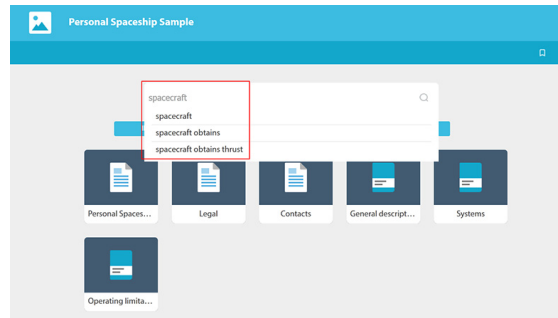 Personal Spaceship Sample
spacecraft
spacecraft
spacecraft obtains
spacecraft obtains thrust
Personal Spaces...
Legal
Contacts
General descript...
Systems
Operating limita...